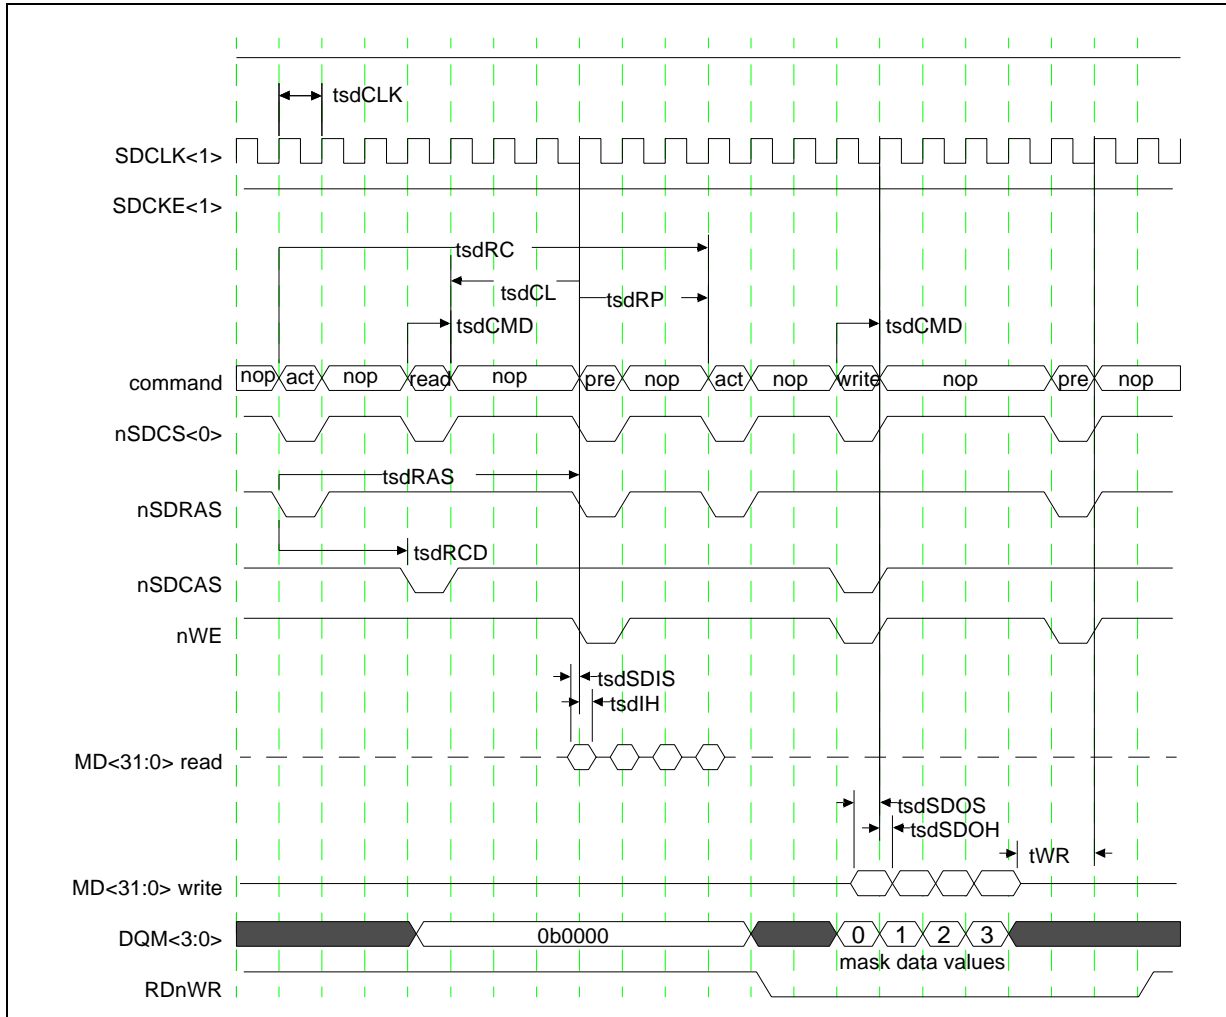 tsdCLK
SDCLK<1>
SDCKE<1>
tsdRC
tsdCL
tsdRP
tsdCMD
tsdCMD
command
nop act nop read nop pre nop act nop write nop pre nop
nSDCS<0>
tsdRAS
nSDRAS
tsdRCD
nSDCAS
nWE
tsdSDIS
tsdIH
MD<31:0> read
tsdSDOS
tsdSDOH
tWR
MD<31:0> write
DQM<3:0>
0b0000
0 1 2 3
mask data values
RDnWR